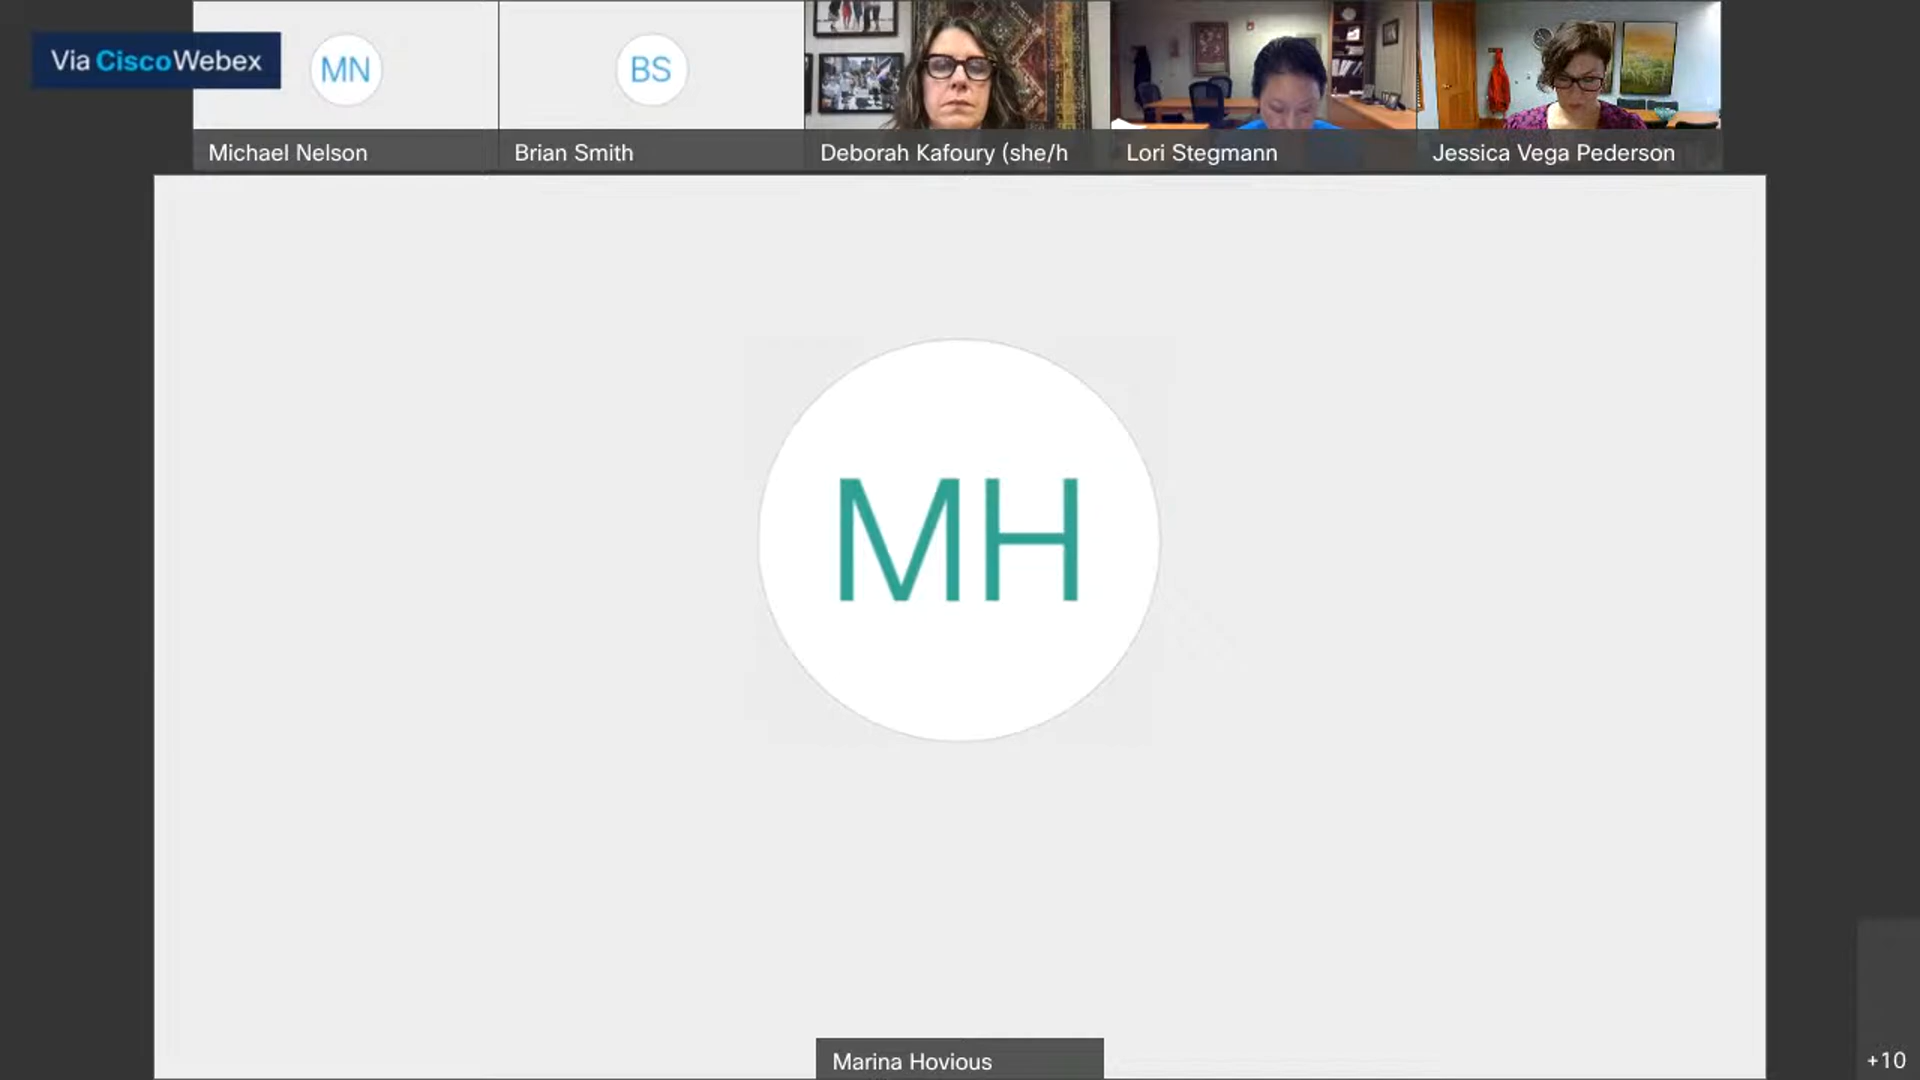 Via CiscoWebex
MN
BS
Michael Nelson
Brian Smith
Deborah Kafoury (she/h
Lori Stegmann
Jessica Vega Pederson
MH
Marina Hovious
+10